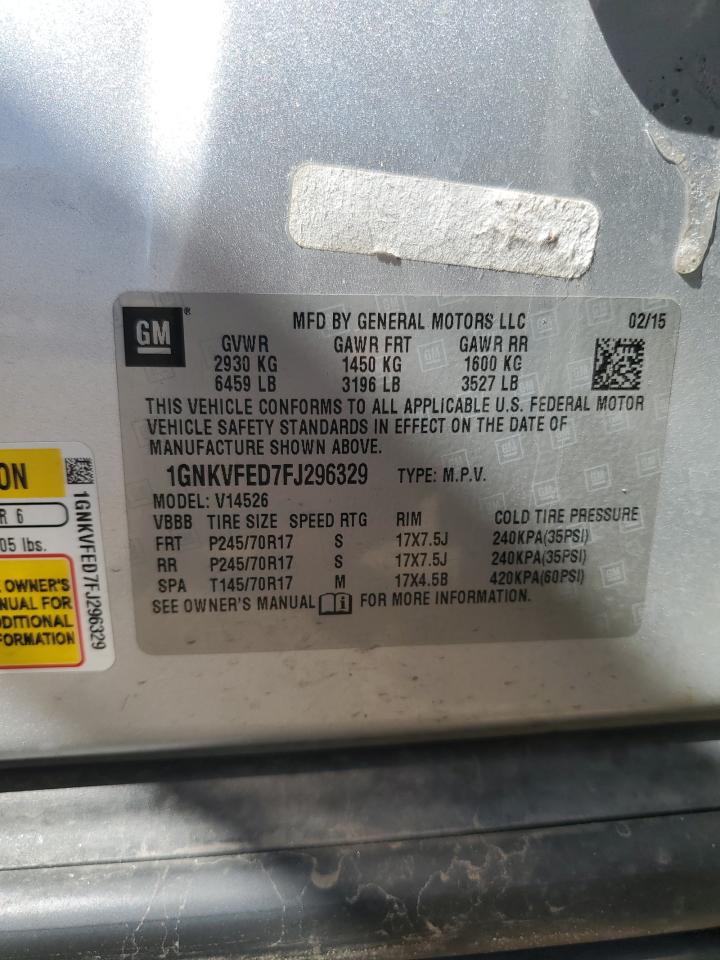 GM ®
MFD BY GENERAL MOTORS LLC 02/15
GVWR GAWR FRT GAWR RR
2930 KG 1450 KG 1600 KG
6459 LB 3196 LB 3527 LB
THIS VEHICLE CONFORMS TO ALL APPLICABLE U.S. FEDERAL MOTOR
VEHICLE SAFETY STANDARDS IN EFFECT ON THE DATE OF
MANUFACTURE SHOWN ABOVE.
1GNKVFED7FJ296329 TYPE: M.P.V.
MODEL: V14526
VBBB TIRE SIZE SPEED RTG RIM COLD TIRE PRESSURE
FRT P245/70R17 S 17X7.5J 240KPA(35PSI)
RR P245/70R17 S 17X7.5J 240KPA(35PSI)
SPA T145/70R17 M 17X4.5B 420KPA(60PSI)
SEE OWNER'S MANUAL i FOR MORE INFORMATION.
ON
R 6
05 lbs.
OWNER'S
NUAL FOR
DITIONAL
FORMATION
1GNKVFED7FJ296329